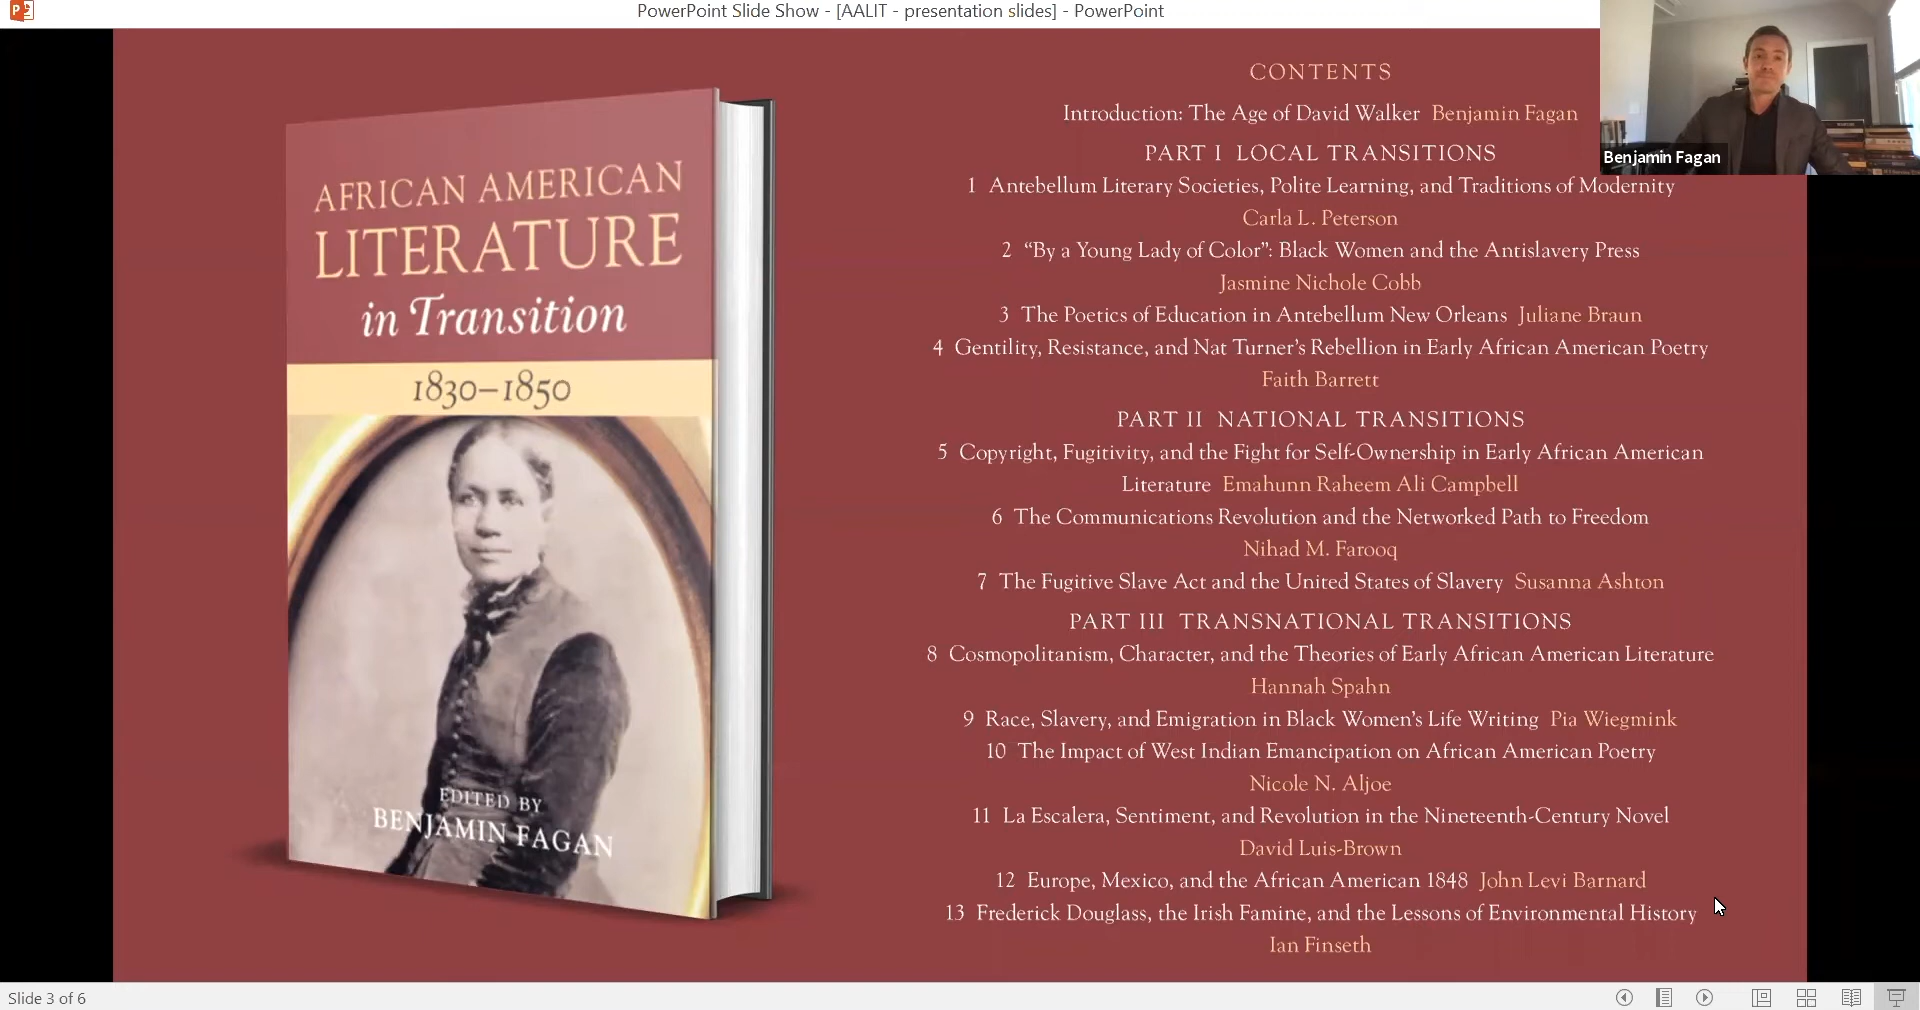 PowerPoint Slide Show - [AALIT - presentation slides] - PowerPoint
Benjamin Fagan
AFRICAN AMERICAN
LITERATURE
in Transition
1830–1850
EDITED BY
BENJAMIN FAGAN
CONTENTS
Introduction: The Age of David Walker Benjamin Fagan
PART I LOCAL TRANSITIONS
1 Antebellum Literary Societies, Polite Learning, and Traditions of Modernity
Carla L. Peterson
2 “By a Young Lady of Color”: Black Women and the Antislavery Press
Jasmine Nichole Cobb
3 The Poetics of Education in Antebellum New Orleans Juliane Braun
4 Gentility, Resistance, and Nat Turner’s Rebellion in Early African American Poetry
Faith Barrett
PART II NATIONAL TRANSITIONS
5 Copyright, Fugitivity, and the Fight for Self-Ownership in Early African American
Literature Emahunn Raheem Ali Campbell
6 The Communications Revolution and the Networked Path to Freedom
Nihad M. Farooq
7 The Fugitive Slave Act and the United States of Slavery Susanna Ashton
PART III TRANSNATIONAL TRANSITIONS
8 Cosmopolitanism, Character, and the Theories of Early African American Literature
Hannah Spahn
9 Race, Slavery, and Emigration in Black Women’s Life Writing Pia Wiegmink
10 The Impact of West Indian Emancipation on African American Poetry
Nicole N. Aljoe
11 La Escalera, Sentiment, and Revolution in the Nineteenth-Century Novel
David Luis-Brown
12 Europe, Mexico, and the African American 1848 John Levi Barnard
13 Frederick Douglass, the Irish Famine, and the Lessons of Environmental History
Ian Finseth
Slide 3 of 6